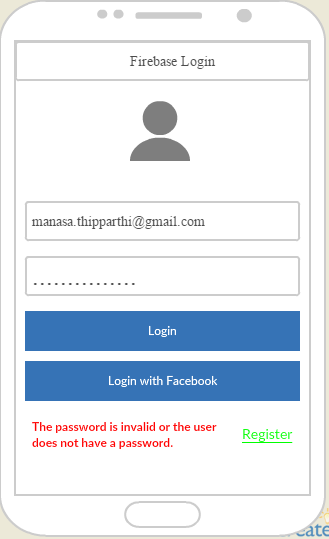 Firebase Login
manasa.thipparthi@gmail.com
...............
Login
Login with Facebook
The password is invalid or the user
does not have a password.
Register